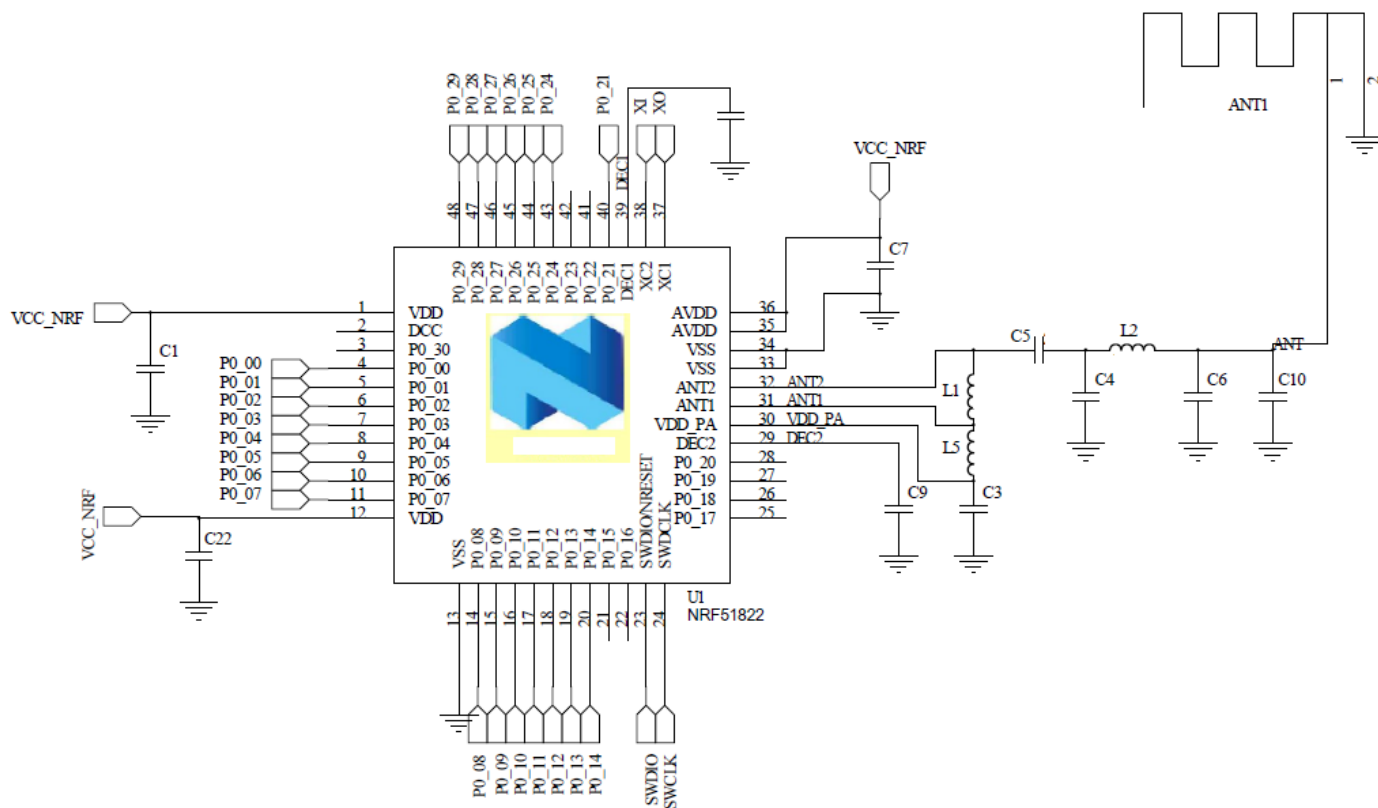 ANT1
1
2
P0_29
P0_28
P0_27
P0_26
P0_25
P0_24
P0_21
DEC1
XI
XO
48
47
46
45
44
43
42
41
40
39
38
37
P0_29
P0_28
P0_27
P0_26
P0_25
P0_24
P0_23
P0_22
P0_21
DEC1
XC2
XC1
VCC_NRF
C7
VCC_NRF
C1
1 VDD
2 DCC
3 P0_30
P0_00 4 P0_00
P0_01 5 P0_01
P0_02 6 P0_02
P0_03 7 P0_03
P0_04 8 P0_04
P0_05 9 P0_05
P0_06 10 P0_06
P0_07 11 P0_07
12 VDD
VCC_NRF
C22
AVDD 36
AVDD 35
VSS 34
VSS 33
ANT2 32 ANT2
ANT1 31 ANT1
VDD_PA 30 VDD_PA
DEC2 29 DEC2
P0_20 28
P0_19 27
P0_18 26
P0_17 25
C5
L2
ANT
L1
C4
C6
C10
L5
C9
C3
VSS
P0_08
P0_09
P0_10
P0_11
P0_12
P0_13
P0_14
P0_15
P0_16
SWDIO/NRESET
SWDCLK
U1
NRF51822
13
14
15
16
17
18
19
20
21
22
23
24
P0_08
P0_09
P0_10
P0_11
P0_12
P0_13
P0_14
SWDIO
SWCLK